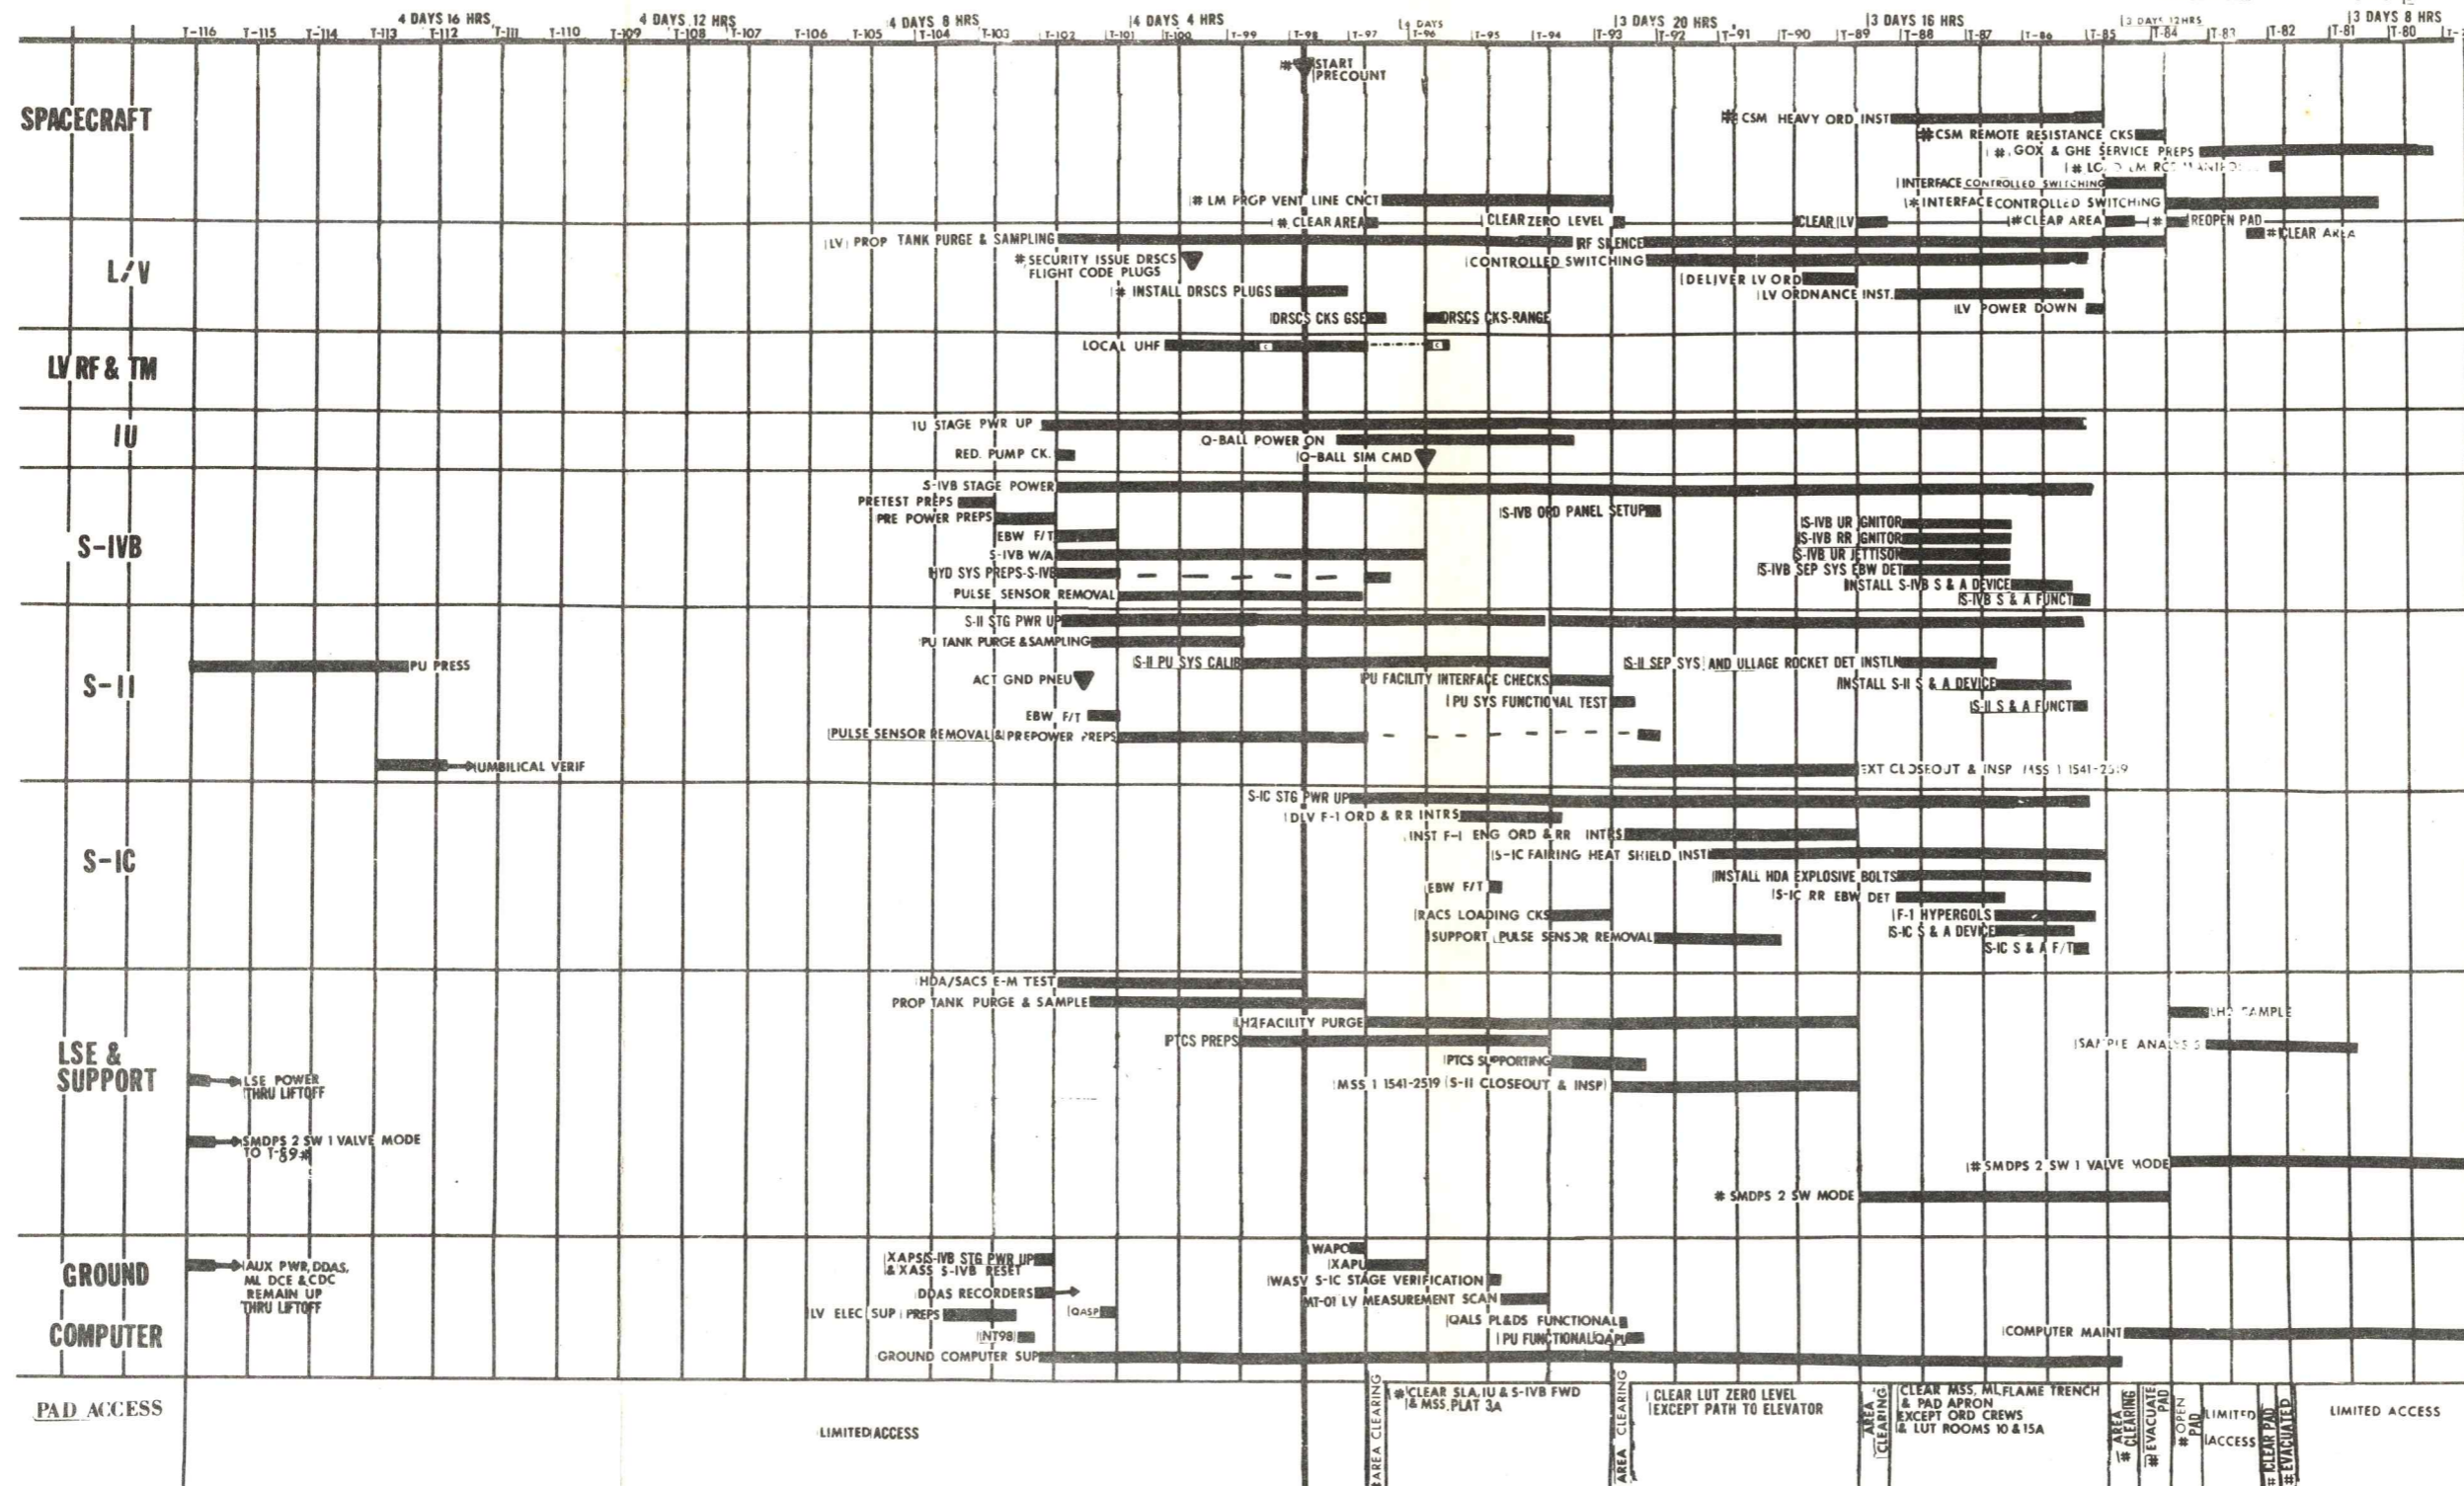 4 DAYS 16 HRS 4 DAYS 12 HRS 4 DAYS 8 HRS 4 DAYS 4 HRS 4 DAYS 3 DAYS 20 HRS 3 DAYS 16 HRS 3 DAYS 12 HRS 3 DAYS 8 HRS
T-116 T-115 T-114 T-113 T-112 T-111 T-110 T-109 T-108 T-107 T-106 T-105 T-104 T-103 T-102 T-101 T-100 T-99 T-98 T-97 T-96 T-95 T-94 T-93 T-92 T-91 T-90 T-89 T-88 T-87 T-86 T-85 T-84 T-83 T-82 T-81 T-80
# START
PRECOUNT
SPACECRAFT
# CSM HEAVY ORD INST
# CSM REMOTE RESISTANCE CKS
# GOX & GHE SERVICE PREPS
# LM
INTERFACE CONTROLLED SWITCHING
# LM PROP VENT LINE CNCT
* INTERFACE CONTROLLED SWITCHING
# CLEAR AREA
CLEAR ZERO LEVEL
CLEAR LV
# CLEAR AREA
# REOPEN PAD
# CLEAR AREA
L/V
LV PROP TANK PURGE & SAMPLING
RF SILENCE
# SECURITY ISSUE DRSCS
FLIGHT CODE PLUGS
CONTROLLED SWITCHING
DELIVER LV ORD
# INSTALL DRSCS PLUGS
LV ORDNANCE INST.
LV POWER DOWN
DRSCS CKS GSE
DRSCS CKS-RANGE
LV RF & TM
LOCAL UHF
C
C
IU
IU STAGE PWR UP
Q-BALL POWER ON
RED. PUMP CK.
Q-BALL SIM CMD
S-IVB
S-IVB STAGE POWER
PRETEST PREPS
PRE POWER PREPS
S-IVB ORD PANEL SETUP
S-IVB UR IGNITOR
EBW F/T
S-IVB RR IGNITOR
S-IVB W/A
S-IVB UR JETTISON
HYD SYS PREPS-S-IVB
S-IVB SEP SYS EBW DET
INSTALL S-IVB S & A DEVICE
PULSE SENSOR REMOVAL
S-IVB S & A FUNCT
S-II
S-II STG PWR UP
PU TANK PURGE & SAMPLING
PU PRESS
S-II PU SYS CALIB
S-II SEP SYS AND ULLAGE ROCKET DET INSTLN
ACT GND PNEU
PU FACILITY INTERFACE CHECKS
INSTALL S-II S & A DEVICE
PU SYS FUNCTIONAL TEST
S-II S & A FUNCT
EBW F/T
PULSE SENSOR REMOVAL & PREPOWER PREPS
UMBILICAL VERIF
EXT CLOSEOUT & INSP MSS 1 1541-2519
S-IC
S-IC STG PWR UP
DLV F-1 ORD & RR INTRS
INST F-1 ENG ORD & RR INTRS
S-IC FAIRING HEAT SHIELD INST
INSTALL HDA EXPLOSIVE BOLTS
EBW F/T
S-IC RR EBW DET
RACS LOADING CKS
F-1 HYPERGOLS
S-IC S & A DEVICE
SUPPORT PULSE SENSOR REMOVAL
S-IC S & A F/T
LSE &
SUPPORT
HDA/SACS E-M TEST
PROP TANK PURGE & SAMPLE
LH2 SAMPLE
LH2 FACILITY PURGE
PTCS PREPS
SAMPLE ANALYSIS
PTCS SUPPORTING
LSE POWER
THRU LIFTOFF
MSS 1 1541-2519 (S-II CLOSEOUT & INSP)
SMDPS 2 SW 1 VALVE MODE
TO T-89#
# SMDPS 2 SW 1 VALVE MODE
# SMDPS 2 SW MODE
GROUND
COMPUTER
AUX PWR, DDAS,
ML DCE & CDC
REMAIN UP
THRU LIFTOFF
XAPS S-IVB STG PWR UP
& XASS S-IVB RESET
WAPO
XAPU
WASV S-IC STAGE VERIFICATION
DDAS RECORDERS
MT-01 LV MEASUREMENT SCAN
LV ELEC SUP PREPS
QASP
QALS PL&DS FUNCTIONAL
INT98
PU FUNCTIONAL QAPU
COMPUTER MAINT
GROUND COMPUTER SUP
PAD ACCESS
LIMITED ACCESS
# AREA CLEARING
# CLEAR SLA, IU & S-IVB FWD
& MSS PLAT 3A
AREA CLEARING
CLEAR LUT ZERO LEVEL
EXCEPT PATH TO ELEVATOR
AREA
CLEARING
CLEAR MSS, ML, FLAME TRENCH
& PAD APRON
EXCEPT ORD CREWS
& LUT ROOMS 10 & 15A
# AREA
CLEARING
# EVACUATE
PAD
# OPEN
PAD
LIMITED
ACCESS
# CLEAR PAD
# EVACUATED
LIMITED ACCESS